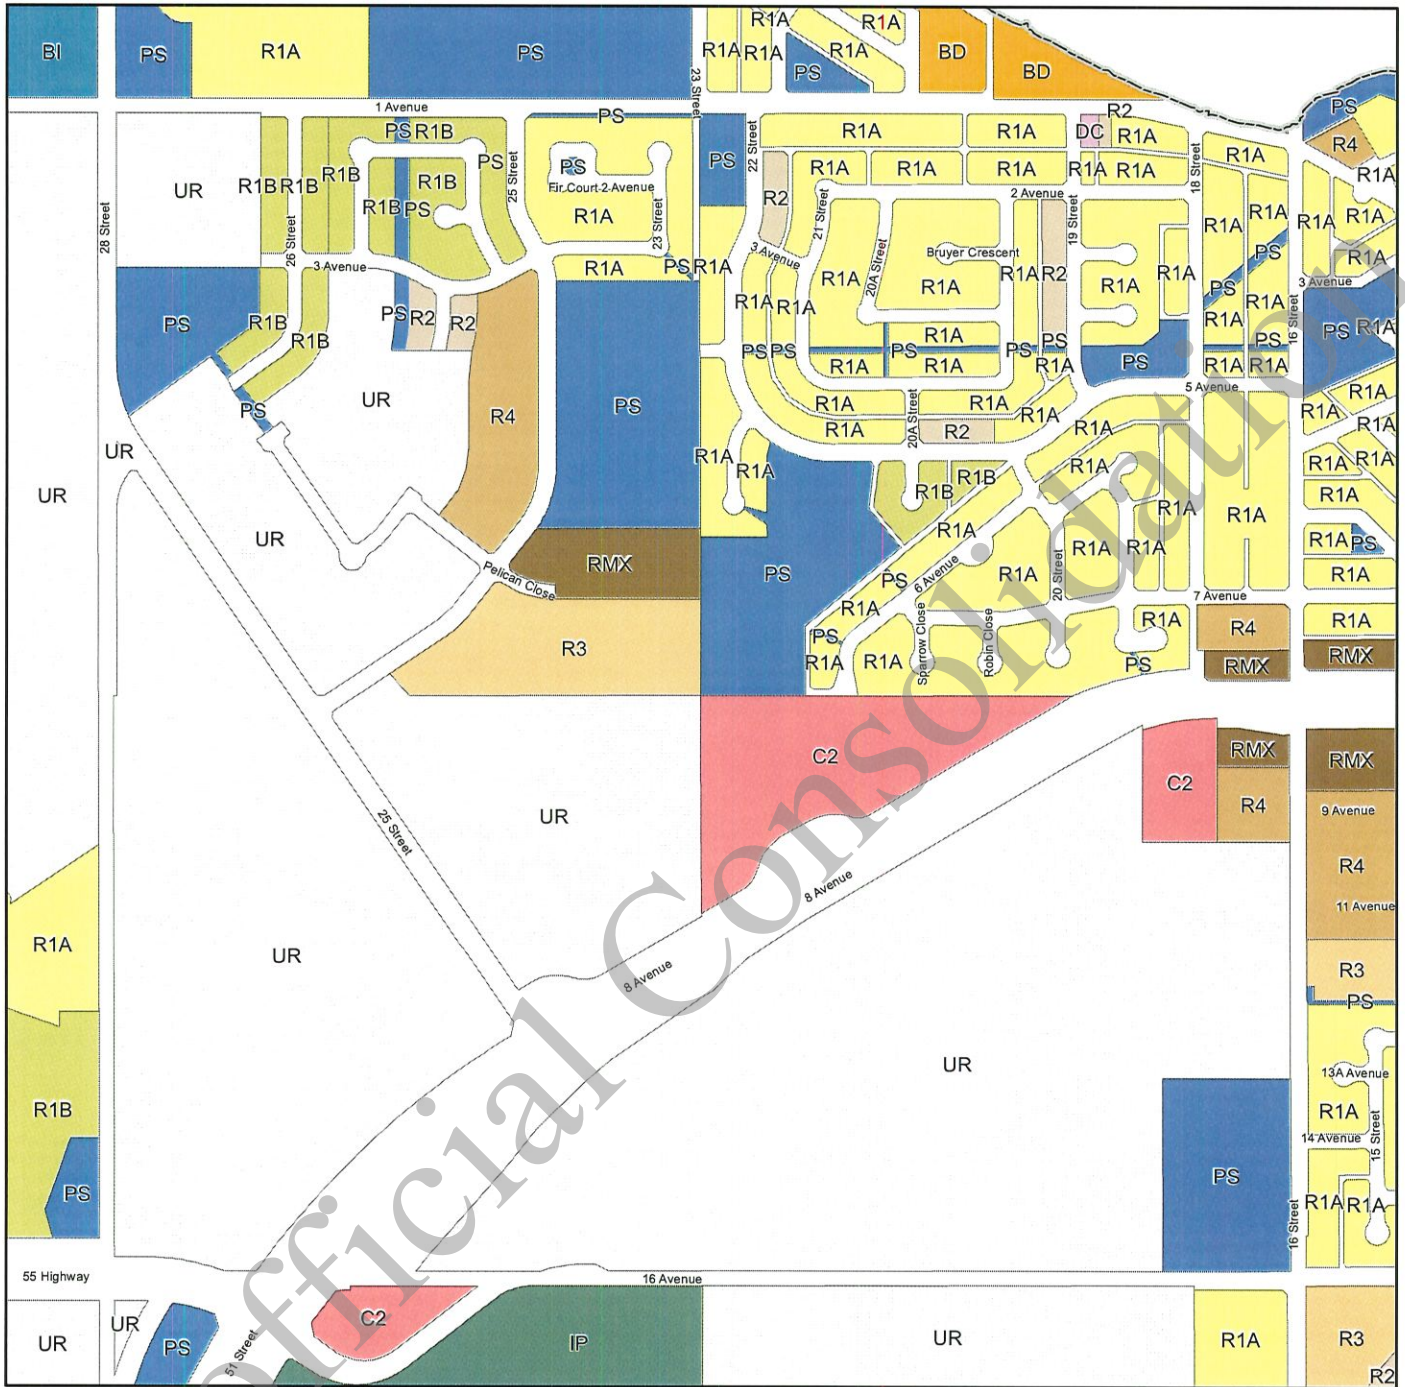 BI
PS
R1A
PS
R1A
R1A
R1A
PS
R1A
R1A
BD
BD
23 Street
1 Avenue
PS
R2
PS
R4
R1A
28 Street
UR
R1B
R1B
R1B
PS
R1B
R1B
R1B
PS
PS
25 Street
PS
Fir Court 2 Avenue
R1A
23 Street
R1A
PS
PS
22 Street
R1A
R1A
DC
R1A
R1A
R1A
R1A
R1A
R1A
18 Street
R1A
2 Avenue
R2
21 Street
20A Street
19 Street
R1A
R1A
R1A
R1A
26 Street
3 Avenue
R1A
3 Avenue
R1A
Bruyer Crescent
R1A
R1A
R2
R1A
R1A
PS
PS
R1A
3 Avenue
16 Street
PS
R1B
R1B
PS
R2
R2
R1A
R1A
R1A
R1A
R1A
PS
R1A
PS
PS
PS
R1A
R1A
PS
PS
R1A
PS
R1A
PS
R1A
R1A
5 Avenue
PS
UR
R4
PS
R1A
R1A
R1A
20A Street
R2
R1A
R1A
R1A
R1A
R1A
UR
UR
R1A
R1A
R1B
R1B
R1A
R1A
R1A
R1A
UR
R1A
R1A
R1A
R1A
R1A
R1A
PS
RMX
Pelican Close
PS
PS
6 Avenue
R1A
20 Street
R1A
7 Avenue
R1A
R1A
R1A
R3
PS
R1A
R1A
Sparrow Close
Robin Close
PS
R4
RMX
RMX
C2
C2
RMX
RMX
UR
25 Street
R4
9 Avenue
R4
8 Avenue
11 Avenue
R1A
UR
8 Avenue
R3
PS
UR
13A Avenue
R1B
R1A
14 Avenue
15 Street
PS
PS
R1A
R1A
16 Street
55 Highway
16 Avenue
UR
UR
PS
51 Street
C2
IP
UR
R1A
R3
R2
official Consolidation